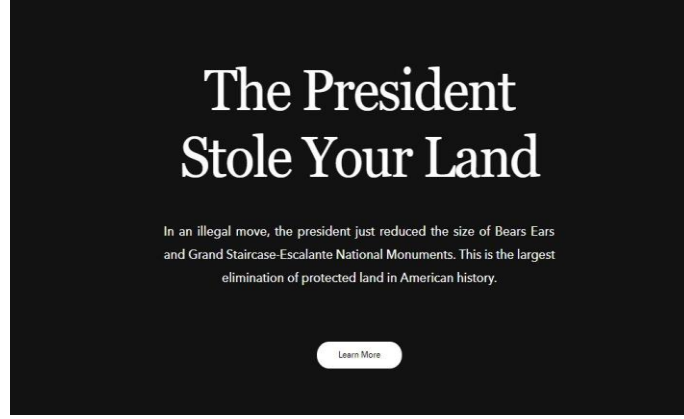 The President
Stole Your Land
In an illegal move, the president just reduced the size of Bears Ears
and Grand Staircase-Escalante National Monuments. This is the largest
elimination of protected land in American history.
Learn More